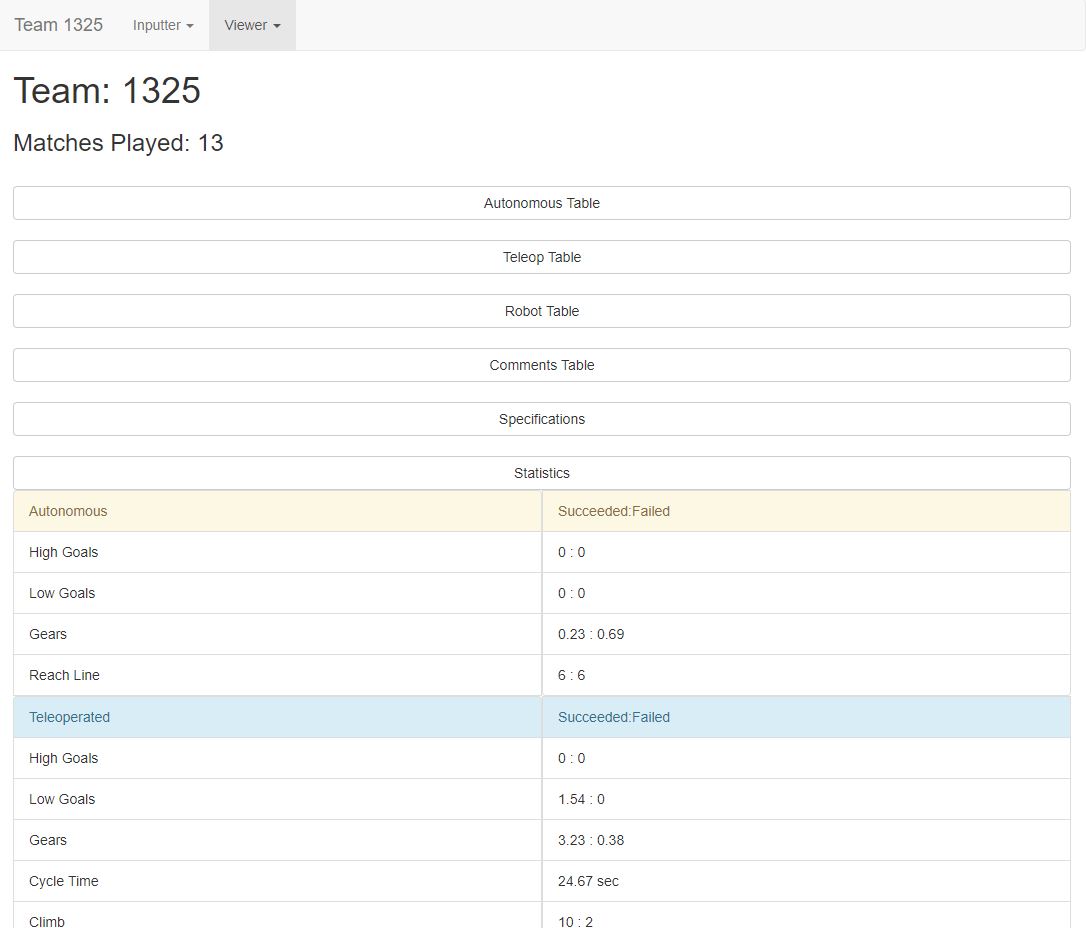 Team 1325 Inputter Viewer
Team: 1325
Matches Played: 13
Autonomous Table
Teleop Table
Robot Table
Comments Table
Specifications
Statistics
Autonomous Succeeded:Failed
High Goals 0 : 0
Low Goals 0 : 0
Gears 0.23 : 0.69
Reach Line 6 : 6
Teleoperated Succeeded:Failed
High Goals 0 : 0
Low Goals 1.54 : 0
Gears 3.23 : 0.38
Cycle Time 24.67 sec
Climb 10 : 2